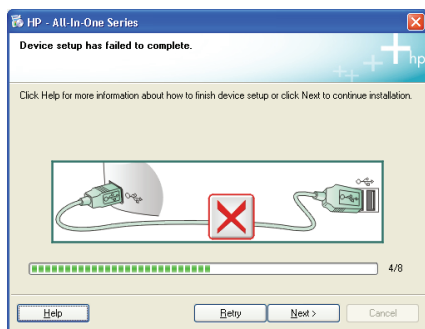 HP - All-In-One Series
Device setup has failed to complete.
hp
Click Help for more information about how to finish device setup or click Next to continue installation.
4/8
Help
Retry
Next >
Cancel